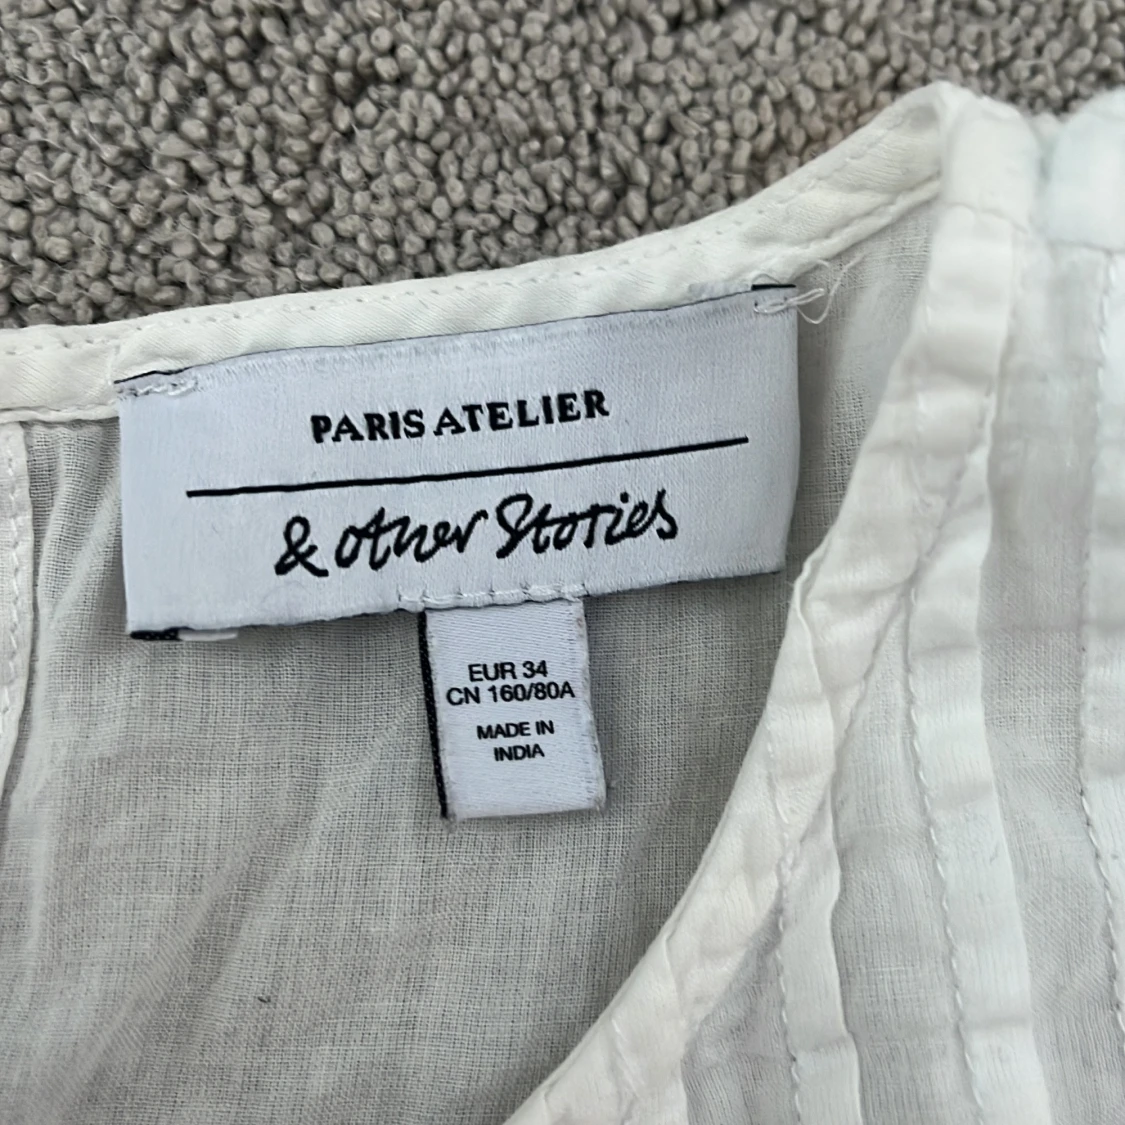 PARIS ATELIER
& other Stories
EUR 34
CN 160/80A
MADE IN
INDIA